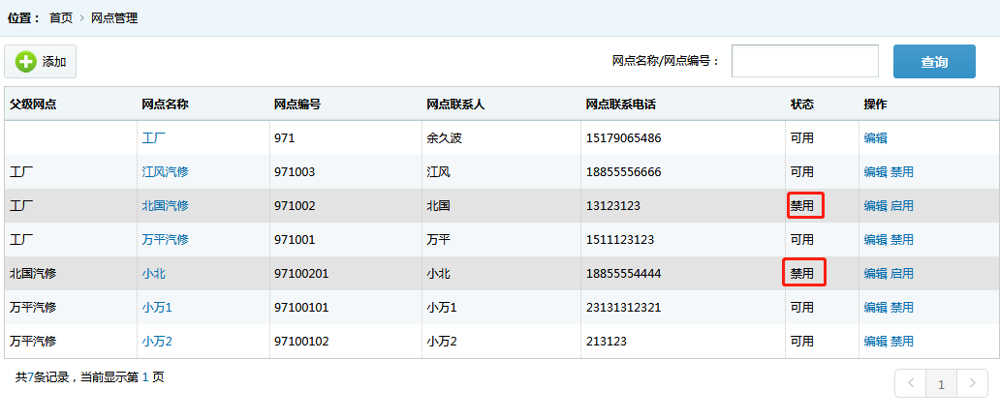 位置： 首页 › 网点管理
添加 网点名称/网点编号： 查询
父级网点 网点名称 网点编号 网点联系人 网点联系电话 状态 操作
工厂 971 余久波 15179065486 可用 编辑
工厂 江风汽修 971003 江风 18855556666 可用 编辑 禁用
工厂 北国汽修 971002 北国 13123123 禁用 编辑 启用
工厂 万平汽修 971001 万平 1511123123 可用 编辑 禁用
北国汽修 小北 97100201 小北 18855554444 禁用 编辑 启用
万平汽修 小万1 97100101 小万1 23131312321 可用 编辑 禁用
万平汽修 小万2 97100102 小万2 213123 可用 编辑 禁用
共7条记录，当前显示第 1 页 < 1 >